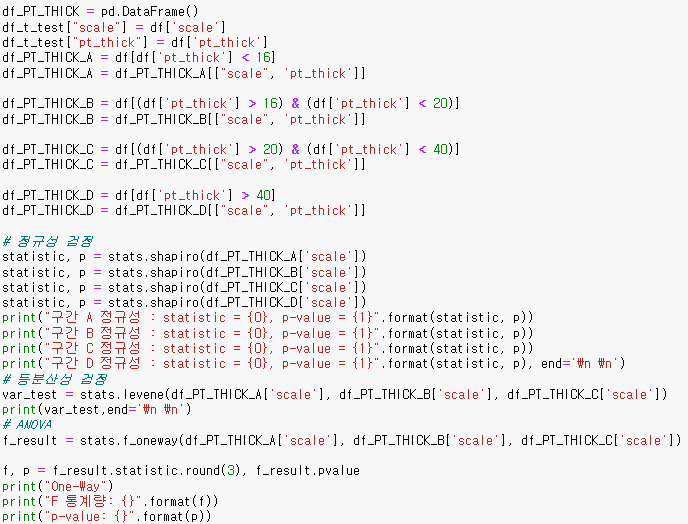 df_PT_THICK = pd.DataFrame()
df_t_test["scale"] = df['scale']
df_t_test["pt_thick"] = df['pt_thick']
df_PT_THICK_A = df[df['pt_thick'] < 16]
df_PT_THICK_A = df_PT_THICK_A[["scale", 'pt_thick']]
df_PT_THICK_B = df[(df['pt_thick'] > 16) & (df['pt_thick'] < 20)]
df_PT_THICK_B = df_PT_THICK_B[["scale", 'pt_thick']]
df_PT_THICK_C = df[(df['pt_thick'] > 20) & (df['pt_thick'] < 40)]
df_PT_THICK_C = df_PT_THICK_C[["scale", 'pt_thick']]
df_PT_THICK_D = df[df['pt_thick'] > 40]
df_PT_THICK_D = df_PT_THICK_D[["scale", 'pt_thick']]
# 정규성 검정
statistic, p = stats.shapiro(df_PT_THICK_A['scale'])
statistic, p = stats.shapiro(df_PT_THICK_B['scale'])
statistic, p = stats.shapiro(df_PT_THICK_C['scale'])
statistic, p = stats.shapiro(df_PT_THICK_D['scale'])
print("구간 A 정규성 : statistic = {0}, p-value = {1}".format(statistic, p))
print("구간 B 정규성 : statistic = {0}, p-value = {1}".format(statistic, p))
print("구간 C 정규성 : statistic = {0}, p-value = {1}".format(statistic, p))
print("구간 D 정규성 : statistic = {0}, p-value = {1}".format(statistic, p), end='₩n ₩n')
# 등분산성 검정
var_test = stats.levene(df_PT_THICK_A['scale'], df_PT_THICK_B['scale'], df_PT_THICK_C['scale'])
print(var_test,end='₩n ₩n')
# ANOVA
f_result = stats.f_oneway(df_PT_THICK_A['scale'], df_PT_THICK_B['scale'], df_PT_THICK_C['scale'])
f, p = f_result.statistic.round(3), f_result.pvalue
print("One-Way")
print("F 통계량: {}".format(f))
print("p-value: {}".format(p))